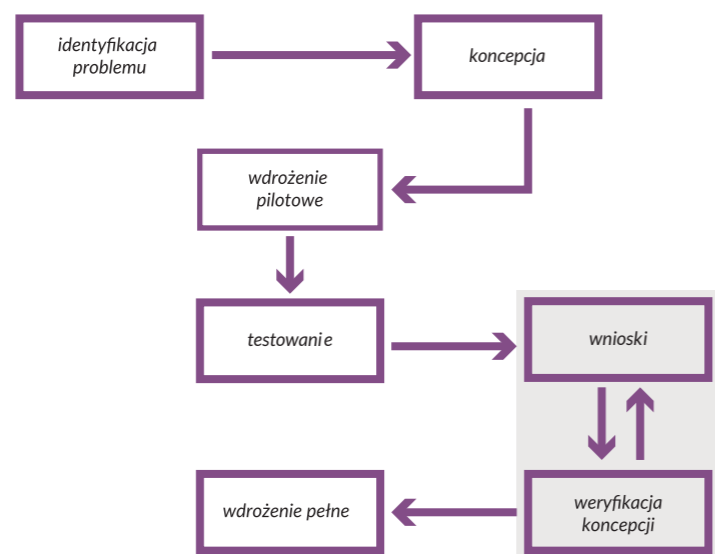 identyfikacja
problemu
koncepcja
wdrożenie
pilotowe
testowanie
wnioski
wdrożenie pełne
weryfikacja
koncepcji